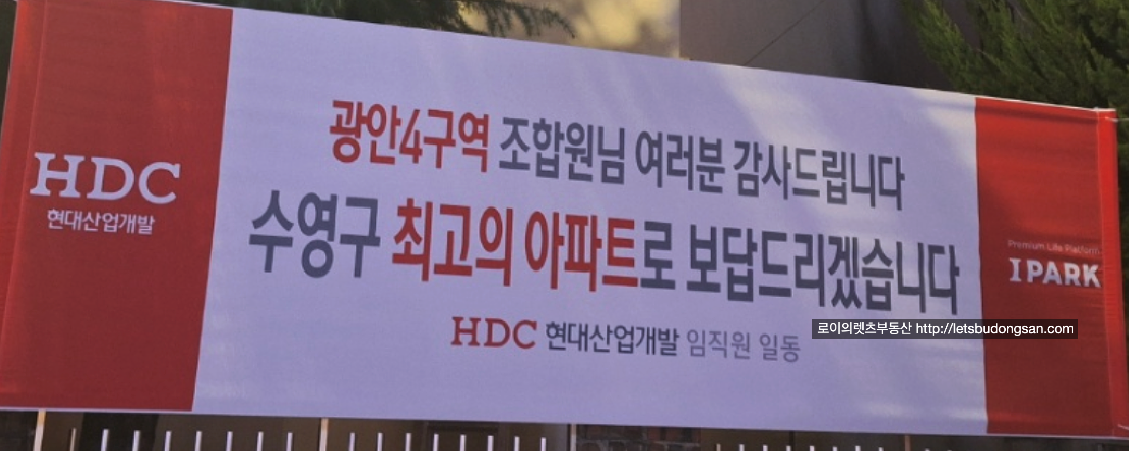 HDC
현대산업개발
광안4구역 조합원님 여러분 감사드립니다
수영구 최고의 아파트로 보답드리겠습니다
HDC 현대산업개발 임직원 일동
Premium Life Platform
IPARK
로이의렛츠부동산 http://letsbudongsan.com